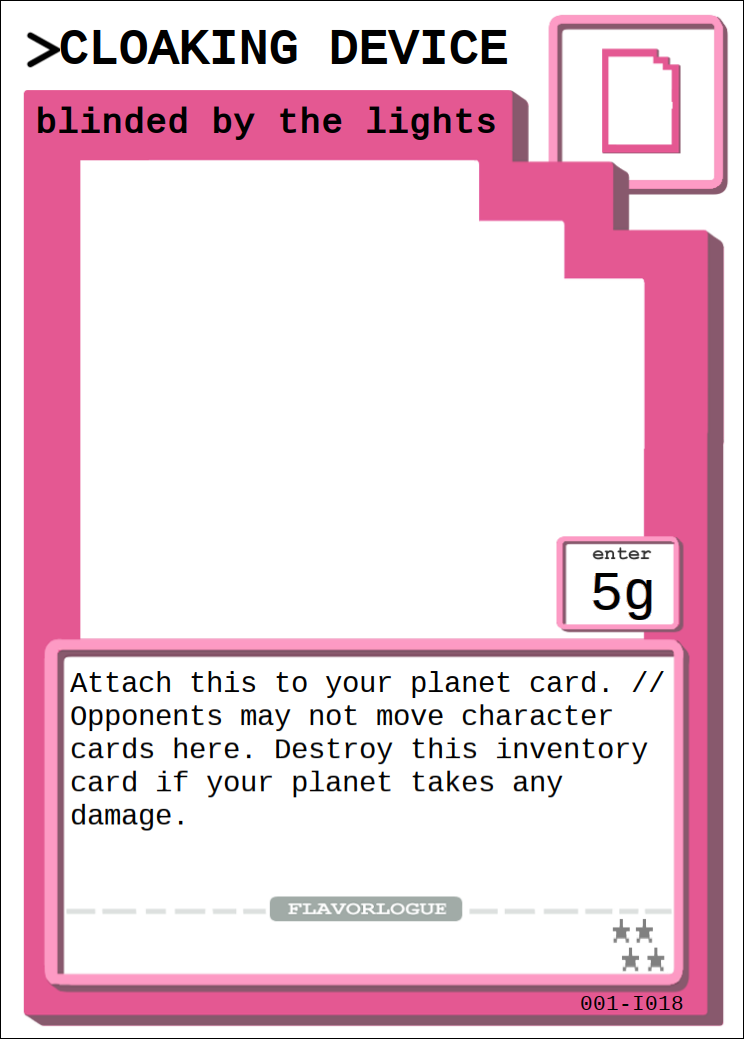 >CLOAKING DEVICE
blinded by the lights
enter
5g
Attach this to your planet card. //
Opponents may not move character
cards here. Destroy this inventory
card if your planet takes any
damage.
FLAVORLOGUE
001-I018